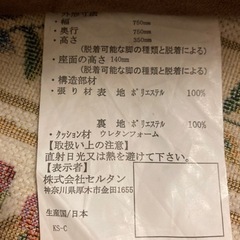 ・幅 750mm
・奥行 750mm
・高さ 350mm
(脱着可能な脚の種類と脱着による)
・座面の高さ 140mm
(脱着可能な脚の種類と脱着による)
・構造部材
・張り材 表 地 ポリエステル 100%
裏 地 ポリエステル 100%
・クッション材 ウレタンフォーム
【取扱い上の注意】
直射日光又は熱を避けて下さい。
【表示者】
株式会社セルタン
神奈川県厚木市金田1655
生産国/日本
KS-C